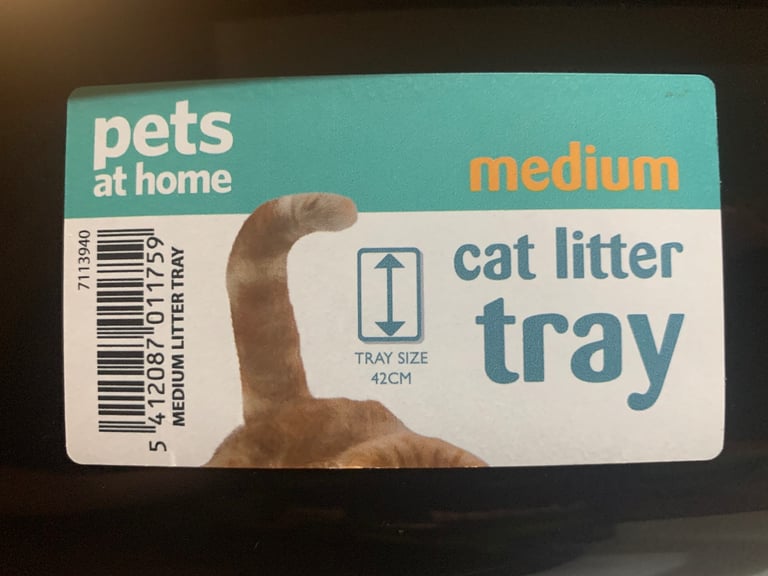 pets
at home
medium
cat litter
tray
TRAY SIZE
42CM
7113940
5 412087 011759
MEDIUM LITTER TRAY